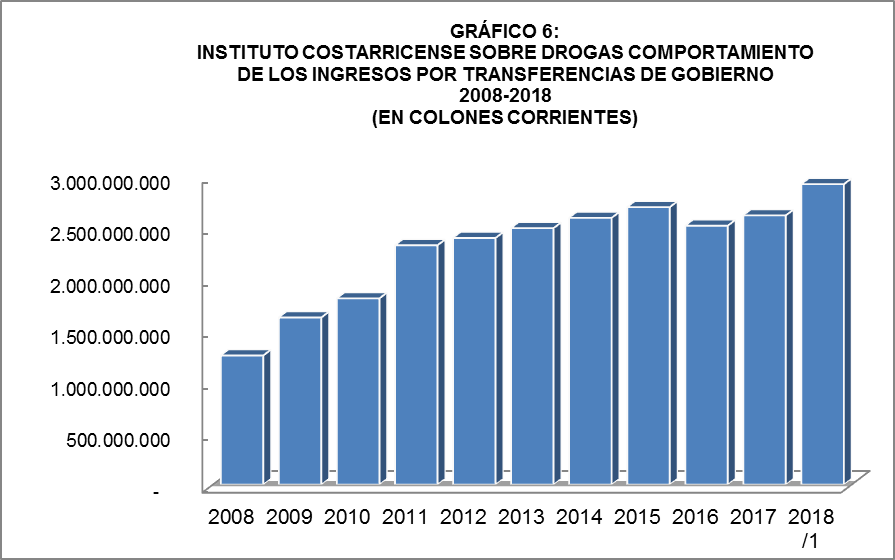 GRÁFICO 6:
INSTITUTO COSTARRICENSE SOBRE DROGAS COMPORTAMIENTO
DE LOS INGRESOS POR TRANSFERENCIAS DE GOBIERNO
2008-2018
(EN COLONES CORRIENTES)
3.000.000.000
2.500.000.000
2.000.000.000
1.500.000.000
1.000.000.000
500.000.000
-
2008 2009 2010 2011 2012 2013 2014 2015 2016 2017 2018
/1